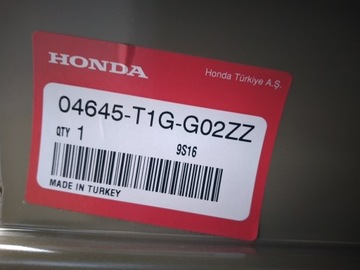 HONDA
Honda Türkiye A.Ş.
04645-T1G-G02ZZ
QTY 1
9S16
MADE IN TURKEY